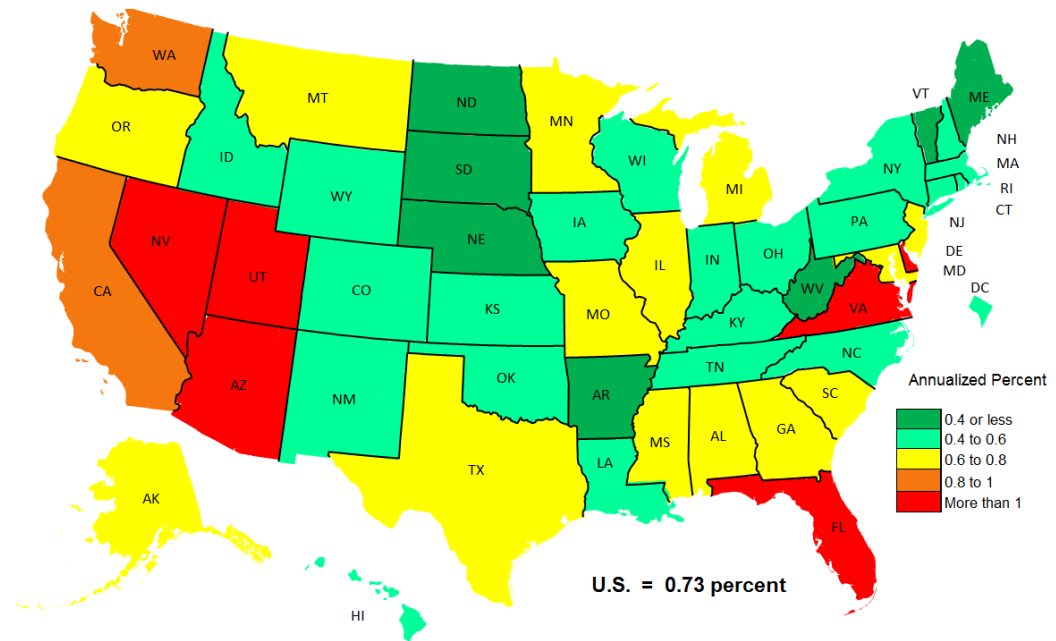 WA
MT
ND
MN
VT
ME
OR
ID
SD
WI
MI
NY
NH
MA
RI
CT
WY
IA
NE
PA
NJ
NV
UT
CO
IL
IN
OH
DE
MD
DC
CA
KS
MO
WV
VA
KY
NC
AZ
NM
OK
TN
AR
SC
MS
AL
GA
TX
LA
AK
FL
HI
Annualized Percent
0.4 or less
0.4 to 0.6
0.6 to 0.8
0.8 to 1
More than 1
U.S. = 0.73 percent